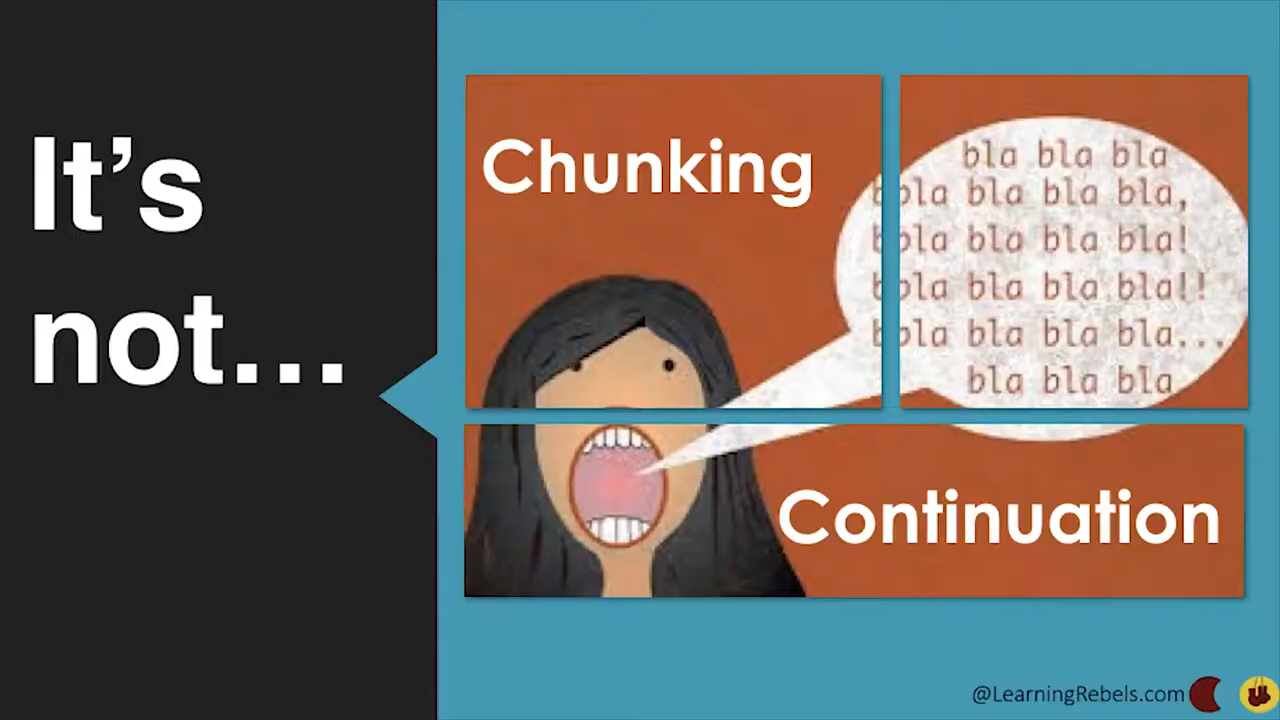 It's
not...
Chunking
bla bla bla
bla bla bla bla,
bla bla bla bla!
bla bla bla bla!!
bla bla bla bla...
bla bla bla
Continuation
@LearningRebels.com